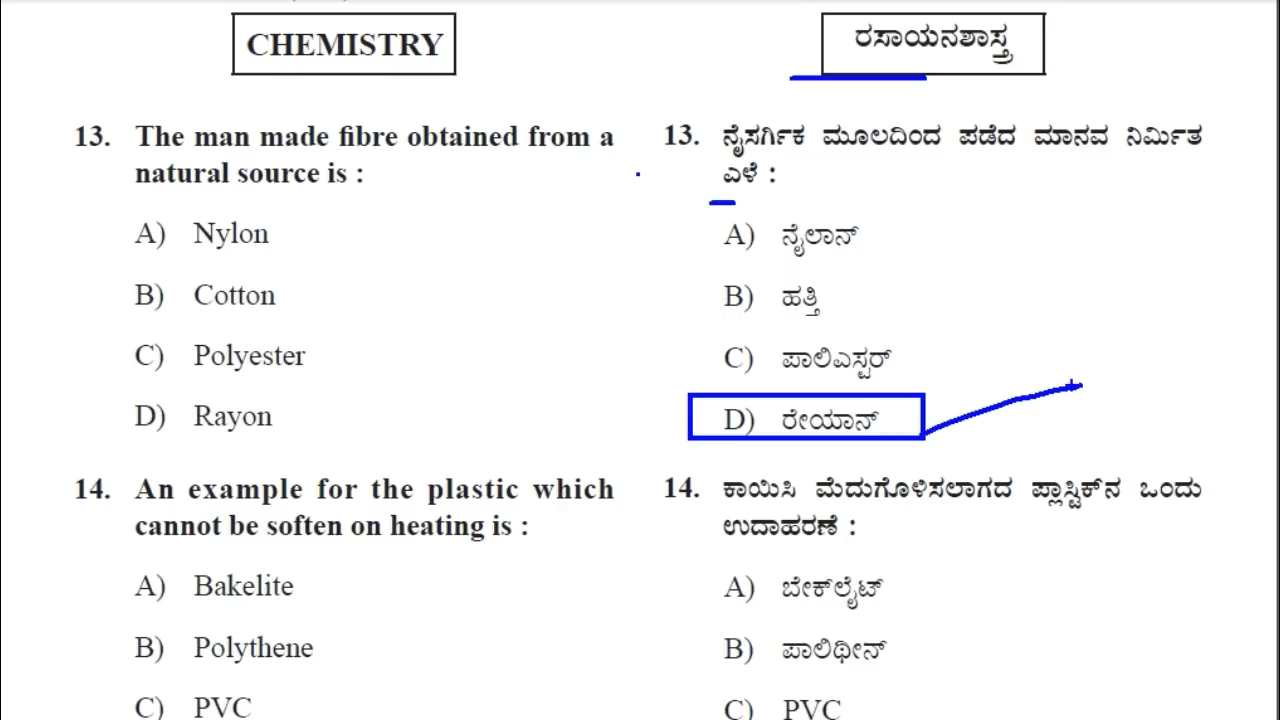 CHEMISTRY
13. The man made fibre obtained from a
natural source is :
A) Nylon
B) Cotton
C) Polyester
D) Rayon
14. An example for the plastic which
cannot be soften on heating is :
A) Bakelite
B) Polythene
C) PVC
ರಸಾಯನಶಾಸ್ತ್ರ
13. ನೈಸರ್ಗಿಕ ಮೂಲದಿಂದ ಪಡೆದ ಮಾನವ ನಿರ್ಮಿತ
ಎಳೆ :
A) ನೈಲಾನ್
B) ಹತ್ತಿ
C) ಪಾಲಿಎಸ್ಟರ್
D) ರೇಯಾನ್
14. ಕಾಯಿಸಿ ಮೆದುಗೊಳಿಸಲಾಗದ ಪ್ಲಾಸ್ಟಿಕ್‌ನ ಒಂದು
ಉದಾಹರಣೆ :
A) ಬೇಕ್‌ಲೈಟ್
B) ಪಾಲಿಥೀನ್
C) PVC